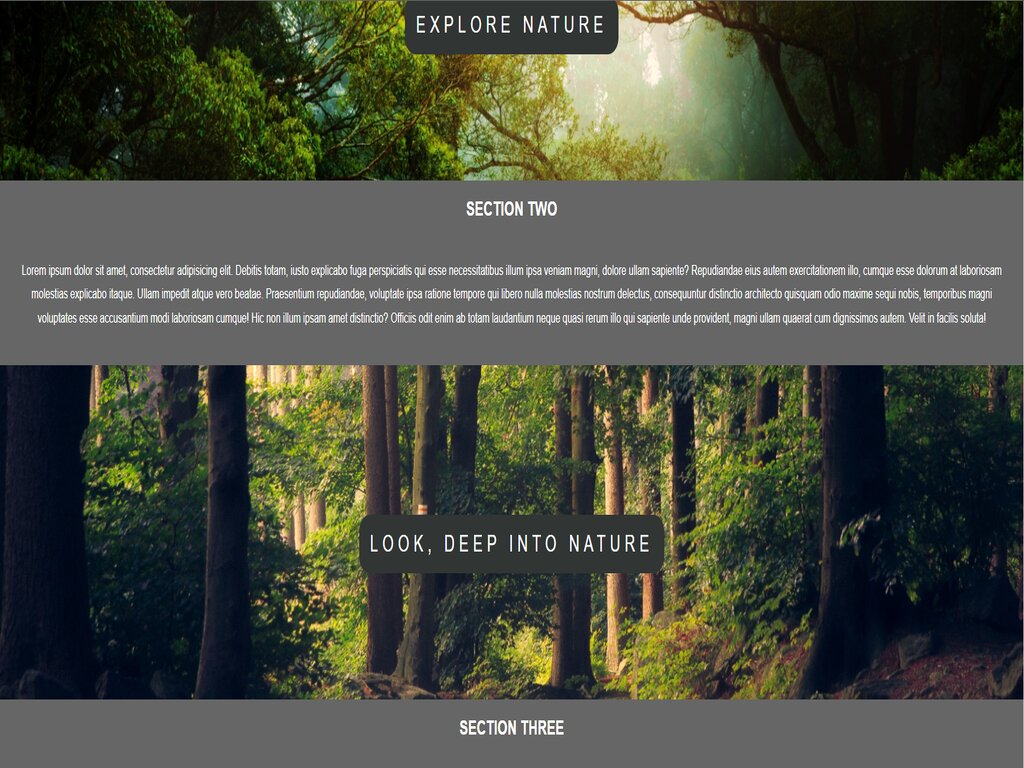 EXPLORE NATURE
SECTION TWO
Lorem ipsum dolor sit amet, consectetur adipisicing elit. Debitis totam, iusto explicabo fuga perspiciatis qui esse necessitatibus illum ipsa veniam magni, dolore ullam sapiente? Repudiandae eius autem exercitationem illo, cumque esse dolorum at laboriosam
molestias explicabo itaque. Ullam impedit atque vero beatae. Praesentium repudiandae, voluptate ipsa ratione tempore qui libero nulla molestias nostrum delectus, consequuntur distinctio architecto quisquam odio maxime sequi nobis, temporibus magni
voluptates esse accusantium modi laboriosam cumque! Hic non illum ipsam amet distinctio? Officiis odit enim ab totam laudantium neque quasi rerum illo qui sapiente unde provident, magni ullam quaerat cum dignissimos autem. Velit in facilis soluta!
LOOK, DEEP INTO NATURE
SECTION THREE